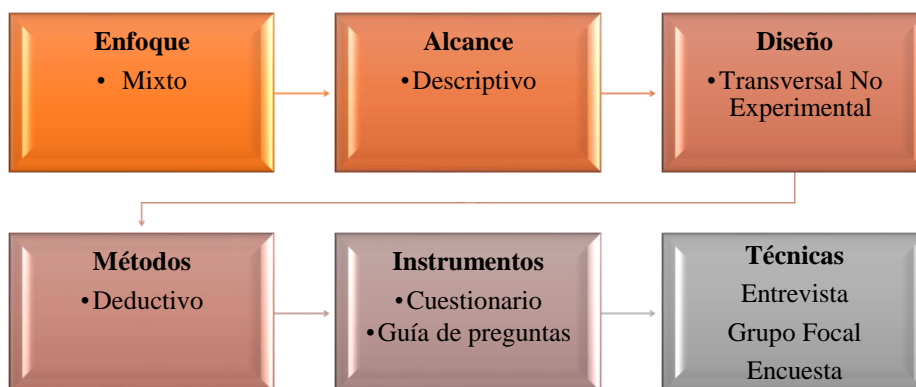 Enfoque
• Mixto
Alcance
• Descriptivo
Diseño
• Transversal No
Experimental
Métodos
• Deductivo
Instrumentos
• Cuestionario
• Guía de preguntas
Técnicas
Entrevista
Grupo Focal
Encuesta